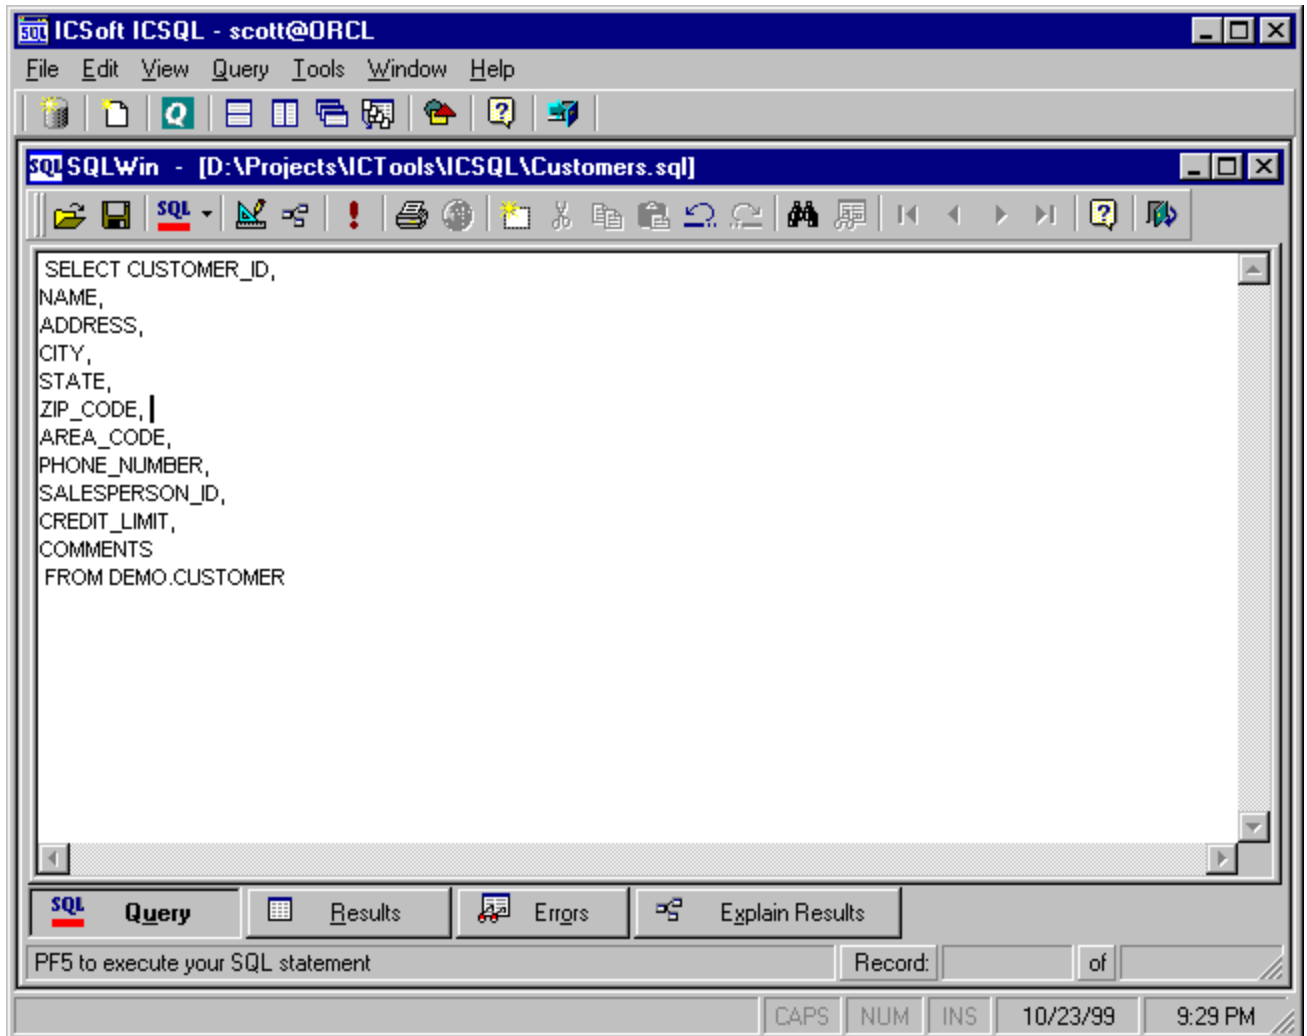 SQL ICSoft ICSQL - scott@ORCL
File Edit View Query Tools Window Help
Q
SQL SQLWin - [D:\Projects\ICTools\ICSQL\Customers.sql]
SQL
SELECT CUSTOMER_ID,
NAME,
ADDRESS,
CITY,
STATE,
ZIP_CODE,
AREA_CODE,
PHONE_NUMBER,
SALESPERSON_ID,
CREDIT_LIMIT,
COMMENTS
FROM DEMO.CUSTOMER
SQL Query Results Errors Explain Results
PF5 to execute your SQL statement Record: of
CAPS NUM INS 10/23/99 9:29 PM